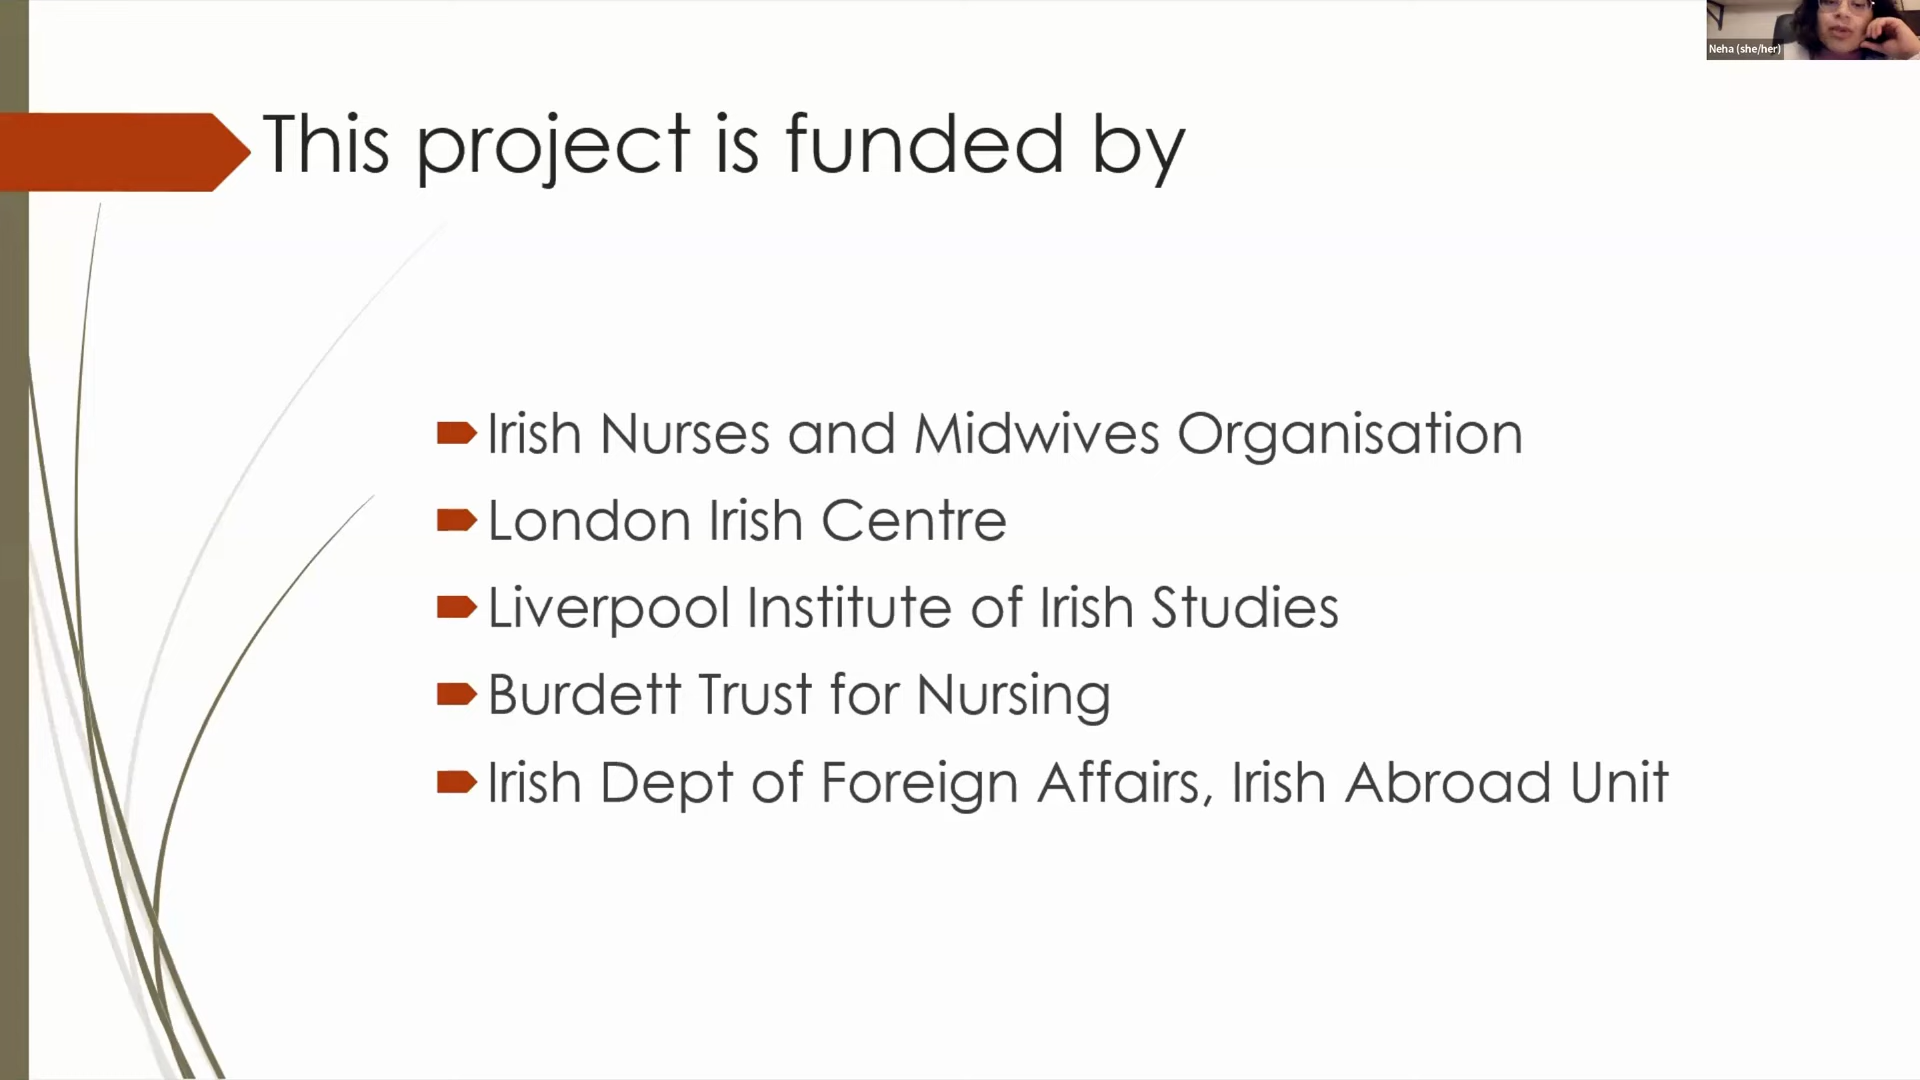 Neha (she/her)
This project is funded by
Irish Nurses and Midwives Organisation
London Irish Centre
Liverpool Institute of Irish Studies
Burdett Trust for Nursing
Irish Dept of Foreign Affairs, Irish Abroad Unit